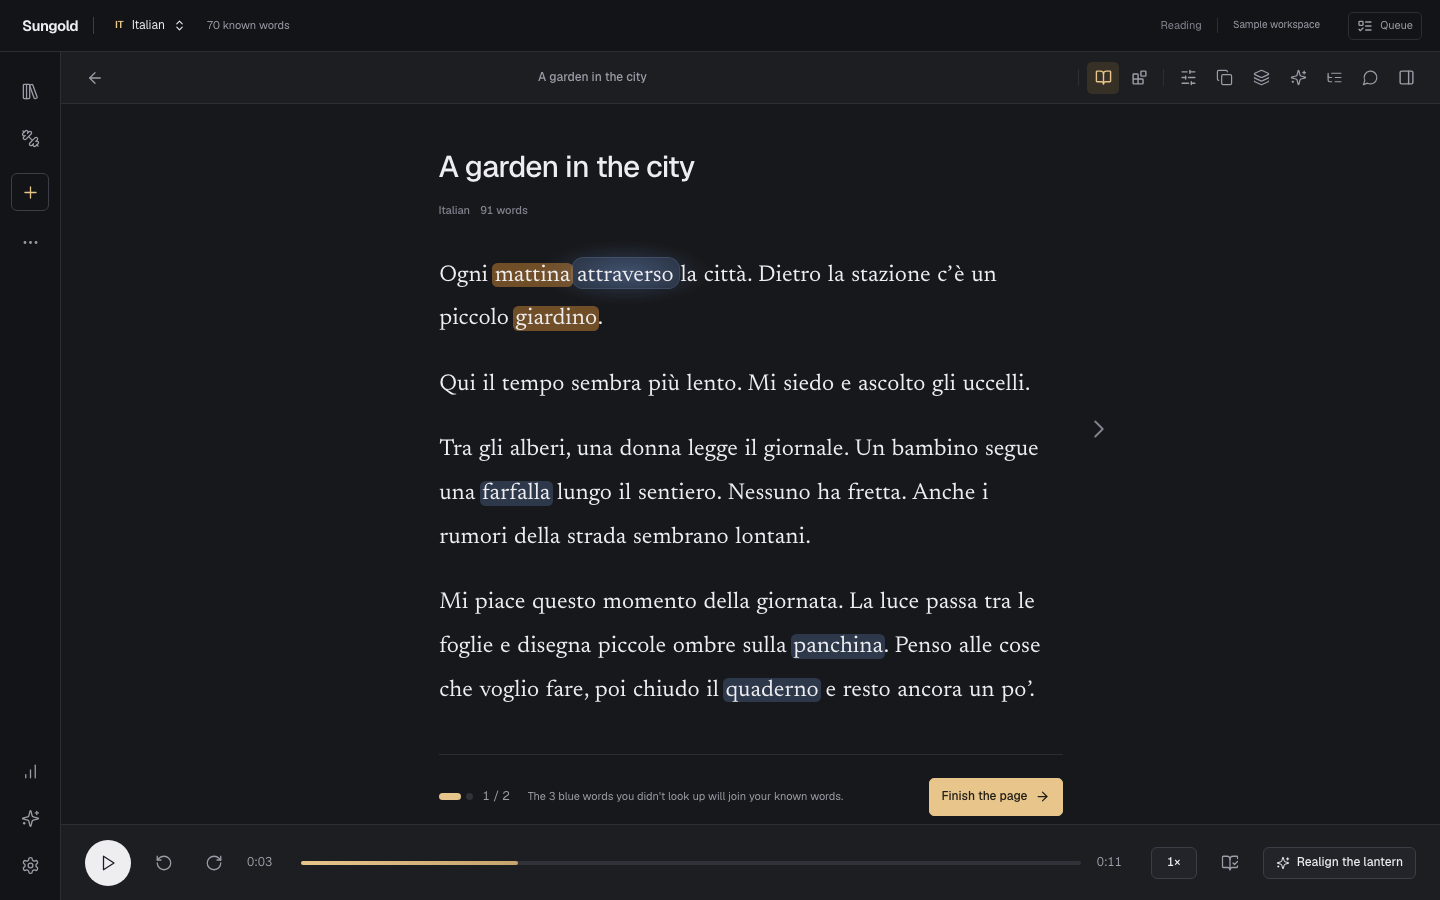 Sungold
IT Italian
70 known words
Reading
Sample workspace
Queue
A garden in the city
A garden in the city
Italian 91 words
Ogni mattina attraverso la città. Dietro la stazione c’è un
piccolo giardino.
Qui il tempo sembra più lento. Mi siedo e ascolto gli uccelli.
Tra gli alberi, una donna legge il giornale. Un bambino segue
una farfalla lungo il sentiero. Nessuno ha fretta. Anche i
rumori della strada sembrano lontani.
Mi piace questo momento della giornata. La luce passa tra le
foglie e disegna piccole ombre sulla panchina. Penso alle cose
che voglio fare, poi chiudo il quaderno e resto ancora un po’.
1 / 2
The 3 blue words you didn't look up will join your known words.
Finish the page
0:03
0:11
1×
Realign the lantern